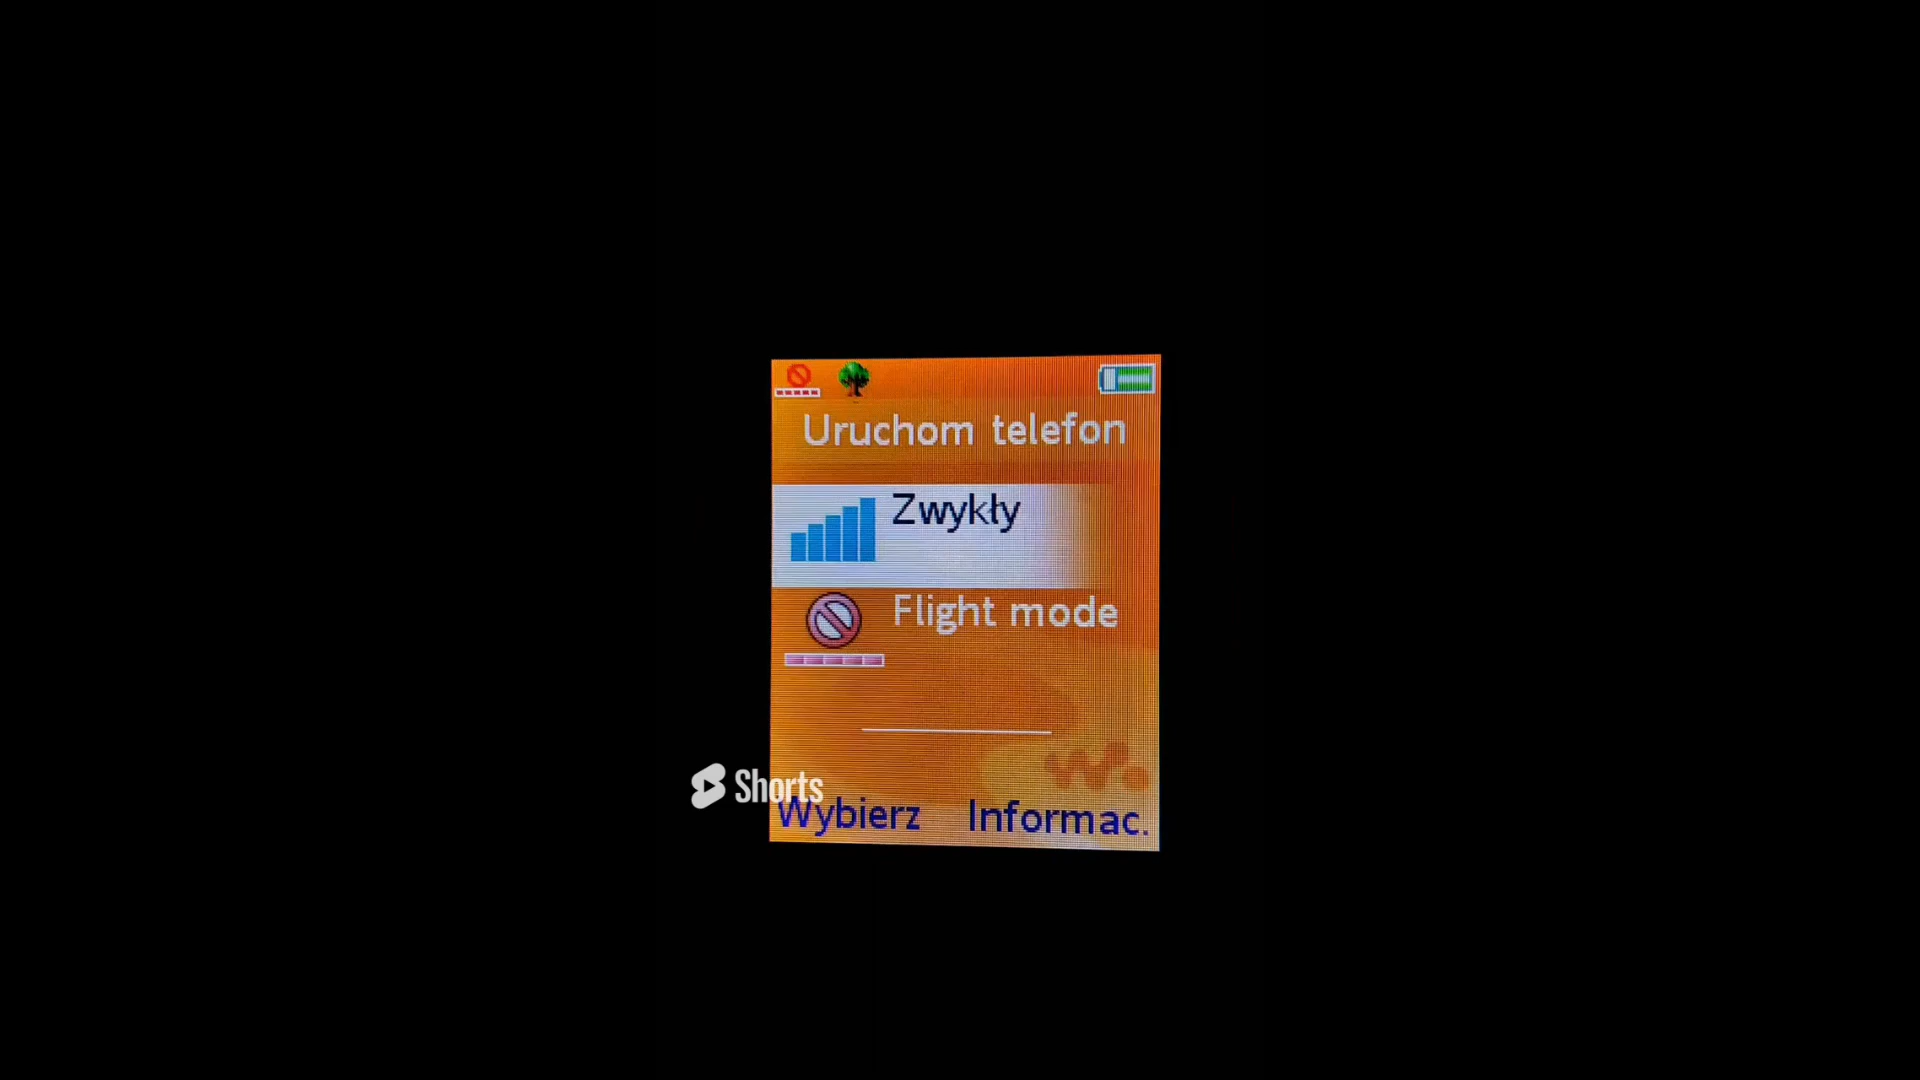 Uruchom telefon
Zwykły
Flight mode
Shorts
Wybierz Informac.